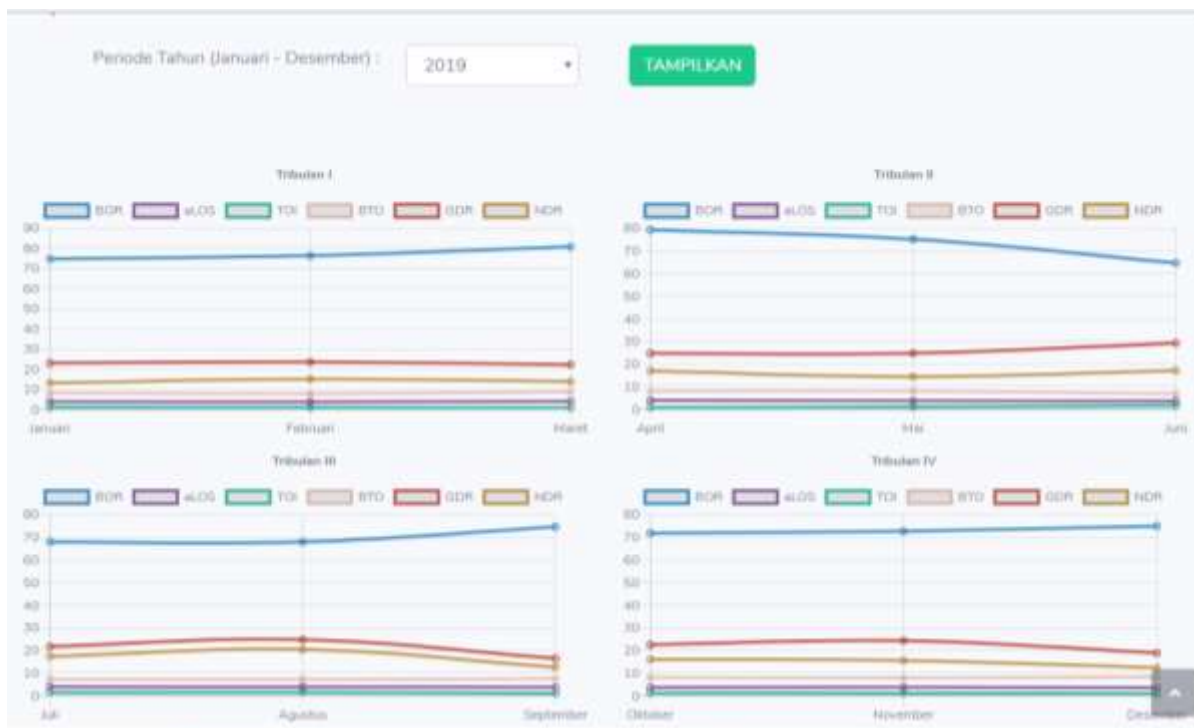 Periode Tahun (Januari - Desember) :
2019
TAMPILKAN
Tribulan I
BOR aLOS TOI BTO GDR NDR
90
80
70
60
50
40
30
20
10
0
Januari Februari Maret
Tribulan II
BOR aLOS TOI BTO GDR NDR
80
70
60
50
40
30
20
10
0
April Mei Juni
Tribulan III
BOR aLOS TOI BTO GDR NDR
80
70
60
50
40
30
20
10
0
Juli Agustus September
Tribulan IV
BOR aLOS TOI BTO GDR NDR
80
70
60
50
40
30
20
10
0
Oktober November Desember